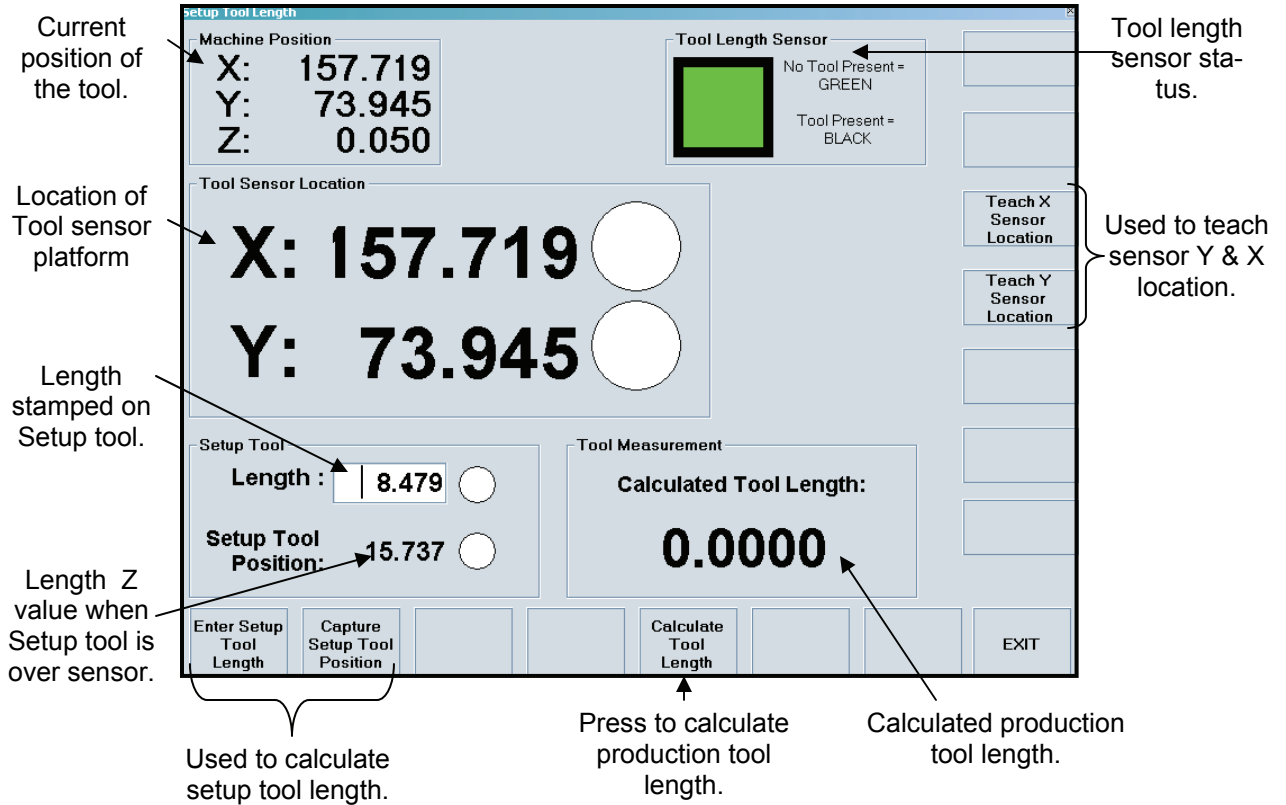 Current
position of
the tool.
Location of
Tool sensor
platform
Length
stamped on
Setup tool.
Length Z
value when
Setup tool is
over sensor.
Setup Tool Length
Machine Position
X: 157.719
Y: 73.945
Z: 0.050
Tool Length Sensor
No Tool Present =
GREEN
Tool Present =
BLACK
Tool Sensor Location
X: 157.719
Y: 73.945
Setup Tool
Length : 8.479
Setup Tool
Position: 15.737
Tool Measurement
Calculated Tool Length:
0.0000
Teach X
Sensor
Location
Teach Y
Sensor
Location
Enter Setup
Tool
Length
Capture
Setup Tool
Position
Calculate
Tool
Length
EXIT
Tool length
sensor sta-
tus.
Used to teach
sensor Y & X
location.
Used to calculate
setup tool length.
Press to calculate
production tool
length.
Calculated production
tool length.